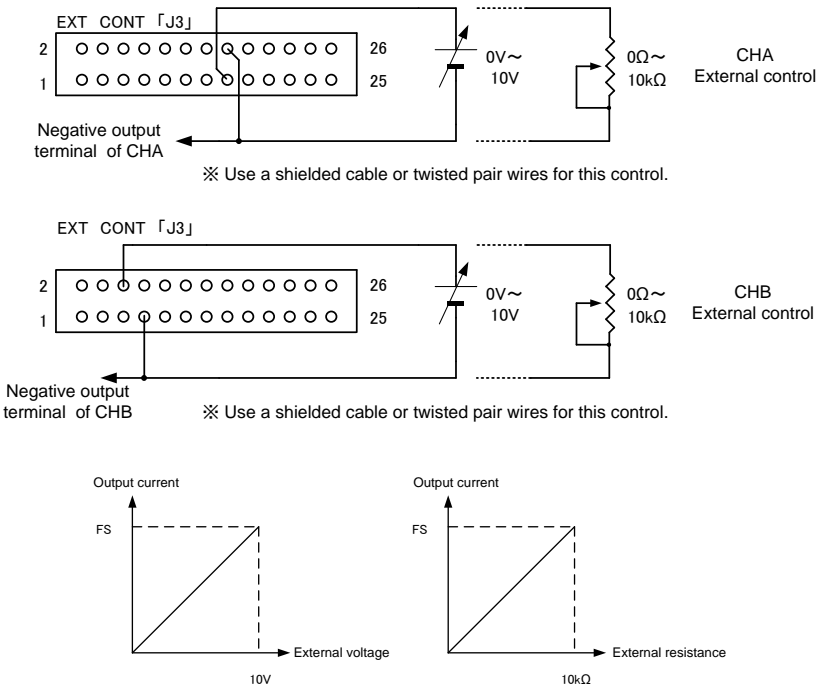 EXT CONT「J3」
2
26
1
25
0V～
10V
0Ω～
10kΩ
CHA
External control
Negative output
terminal of CHA
※ Use a shielded cable or twisted pair wires for this control.
EXT CONT「J3」
2
26
1
25
0V～
10V
0Ω～
10kΩ
CHB
External control
Negative output
terminal of CHB
※ Use a shielded cable or twisted pair wires for this control.
Output current
FS
External voltage
10V
Output current
FS
External resistance
10kΩ